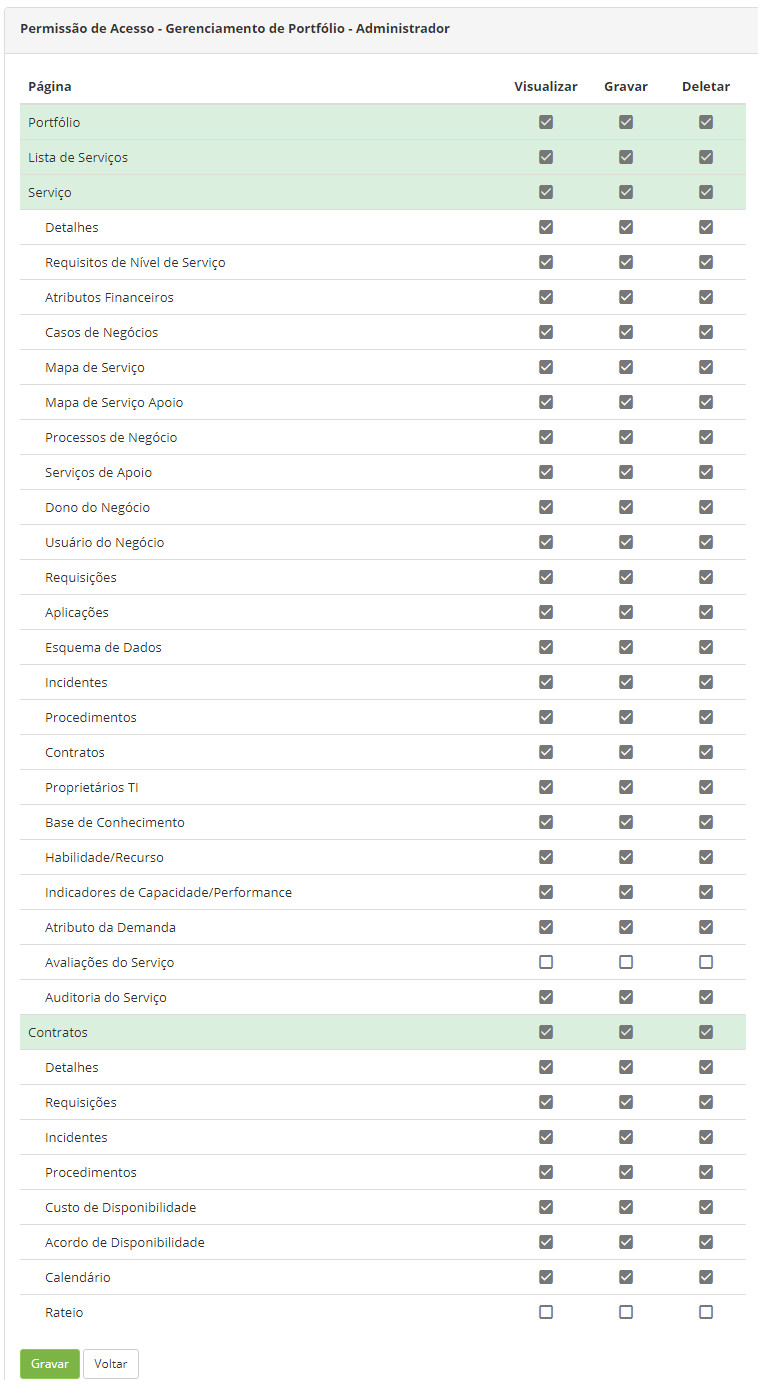 Permissão de Acesso - Gerenciamento de Portfólio - Administrador
Página Visualizar Gravar Deletar
Portfólio
Lista de Serviços
Serviço
Detalhes
Requisitos de Nível de Serviço
Atributos Financeiros
Casos de Negócios
Mapa de Serviço
Mapa de Serviço Apoio
Processos de Negócio
Serviços de Apoio
Dono do Negócio
Usuário do Negócio
Requisições
Aplicações
Esquema de Dados
Incidentes
Procedimentos
Contratos
Proprietários TI
Base de Conhecimento
Habilidade/Recurso
Indicadores de Capacidade/Performance
Atributo da Demanda
Avaliações do Serviço
Auditoria do Serviço
Contratos
Detalhes
Requisições
Incidentes
Procedimentos
Custo de Disponibilidade
Acordo de Disponibilidade
Calendário
Rateio
Gravar Voltar